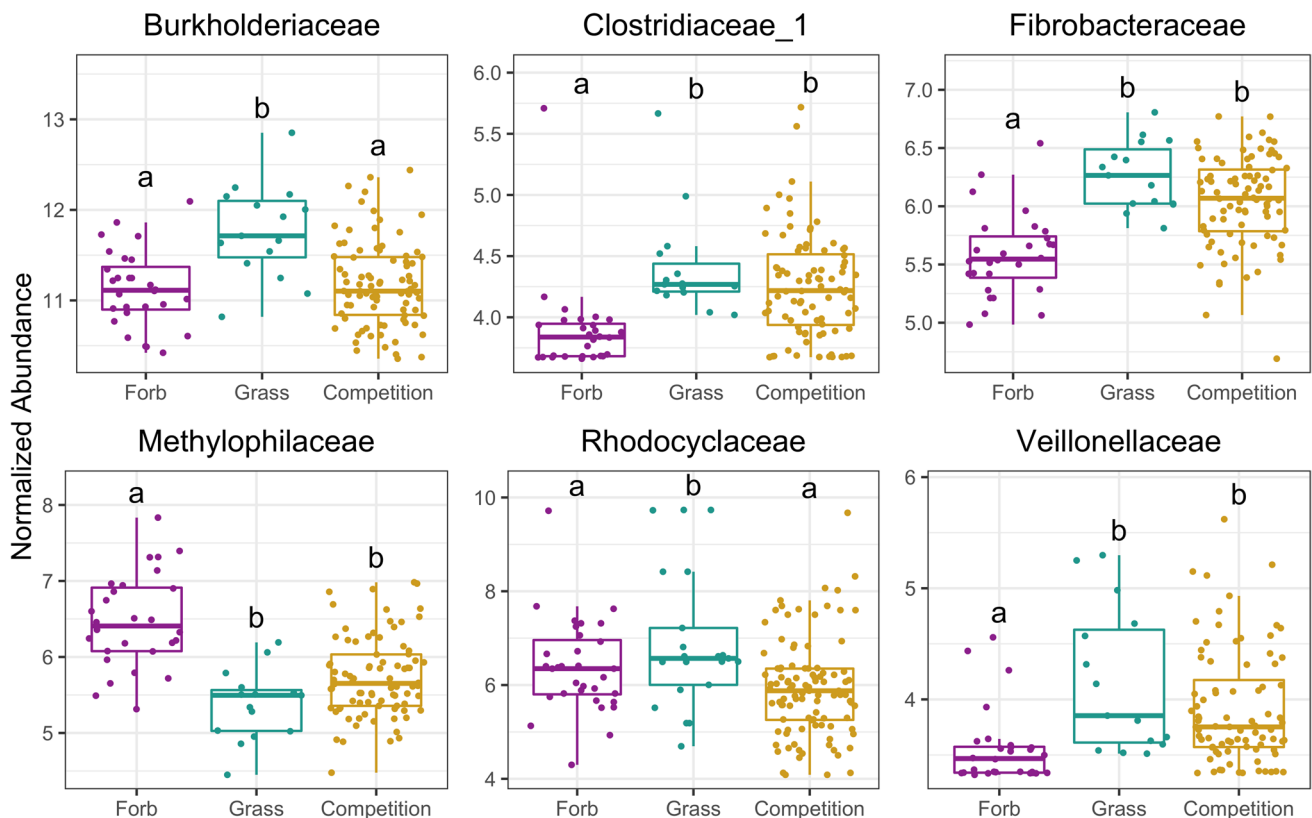 Burkholderiaceae
Clostridiaceae_1
Fibrobacteraceae
Normalized Abundance
13
12
11
a
b
a
Forb
Grass
Competition
6.0
5.5
5.0
4.5
4.0
a
b
b
Forb
Grass
Competition
7.0
6.5
6.0
5.5
5.0
a
b
b
Forb
Grass
Competition
Methylophilaceae
Rhodocyclaceae
Veillonellaceae
8
7
6
5
a
b
b
Forb
Grass
Competition
10
8
6
4
a
b
a
Forb
Grass
Competition
6
5
4
a
b
b
Forb
Grass
Competition